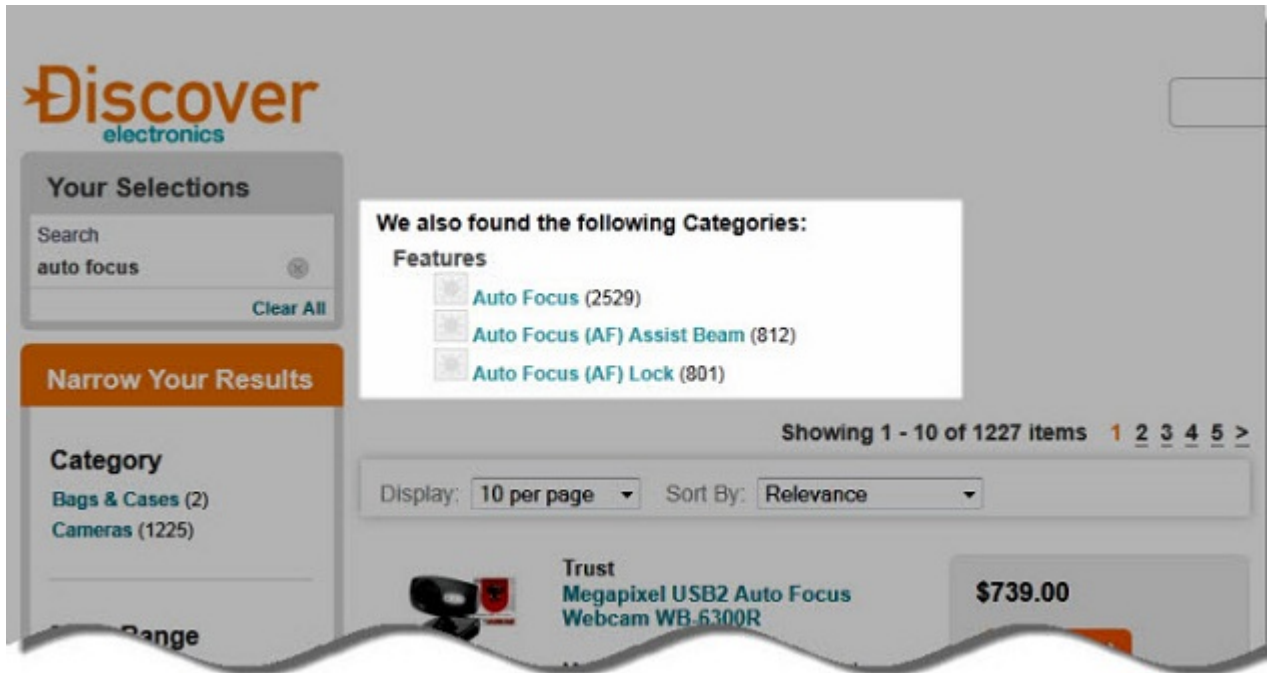 Discover
electronics
Your Selections
Search
auto focus
Clear All
Narrow Your Results
Category
Bags & Cases (2)
Cameras (1225)
Range
We also found the following Categories:
Features
Auto Focus (2529)
Auto Focus (AF) Assist Beam (812)
Auto Focus (AF) Lock (801)
Showing 1 - 10 of 1227 items 1 2 3 4 5 >
Display: 10 per page Sort By: Relevance
Trust
Megapixel USB2 Auto Focus
Webcam WB-6300R
$739.00